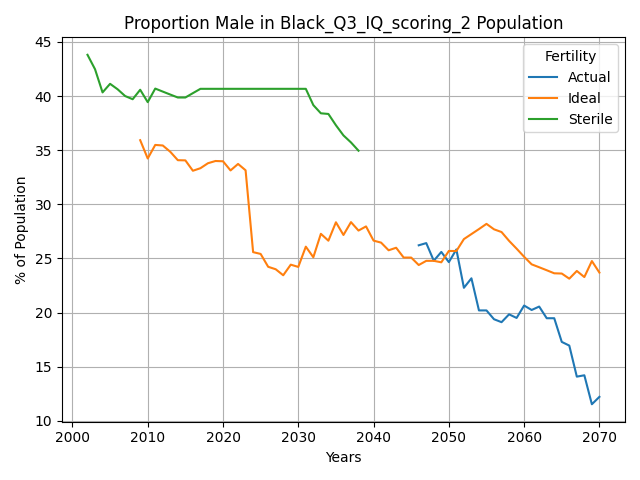 Proportion Male in Black_Q3_IQ_scoring_2 Population
% of Population
45
40
35
30
25
20
15
10
Fertility
Actual
Ideal
Sterile
2000 2010 2020 2030 2040 2050 2060 2070
Years